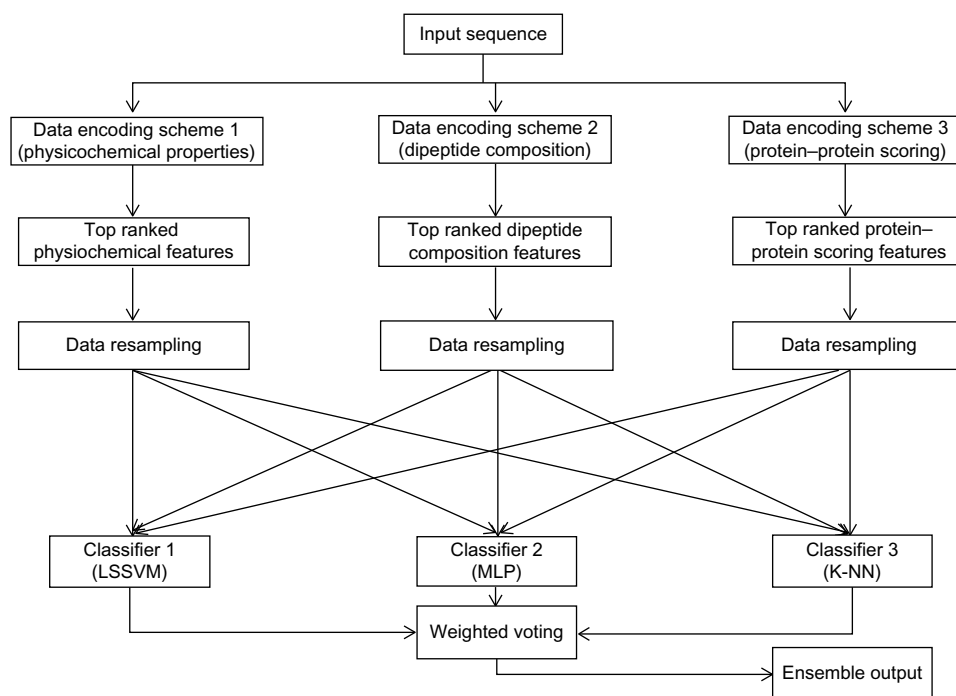 Input sequence
Data encoding scheme 1
(physicochemical properties)
Data encoding scheme 2
(dipeptide composition)
Data encoding scheme 3
(protein–protein scoring)
Top ranked
physiochemical features
Top ranked dipeptide
composition features
Top ranked protein–
protein scoring features
Data resampling
Data resampling
Data resampling
Classifier 1
(LSSVM)
Classifier 2
(MLP)
Classifier 3
(K-NN)
Weighted voting
Ensemble output